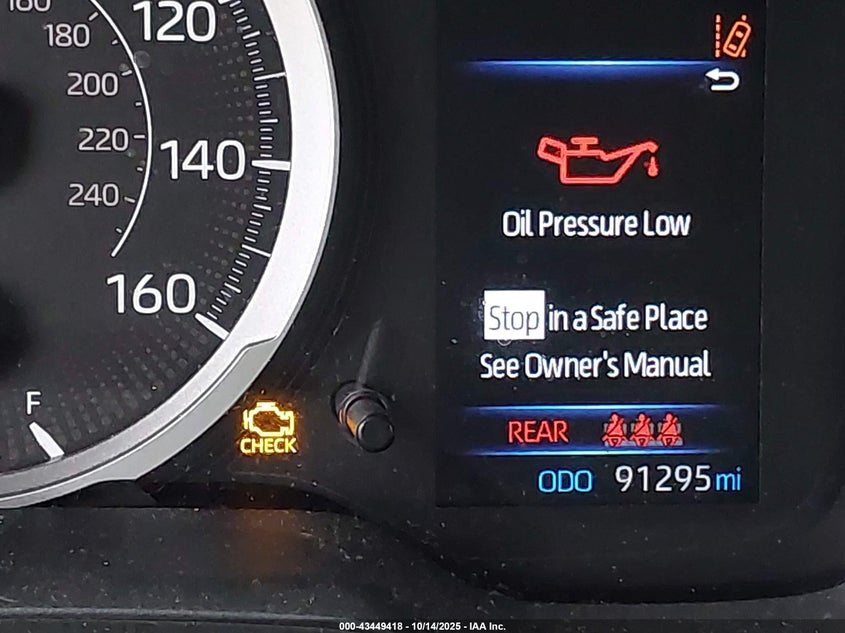 180
120
180
200
140
220
240
160
F
CHECK
Oil Pressure Low
Stop in a Safe Place
See Owner's Manual
REAR
ODO 91295 mi
000-43449418 - 10/14/2025 - IAA Inc.